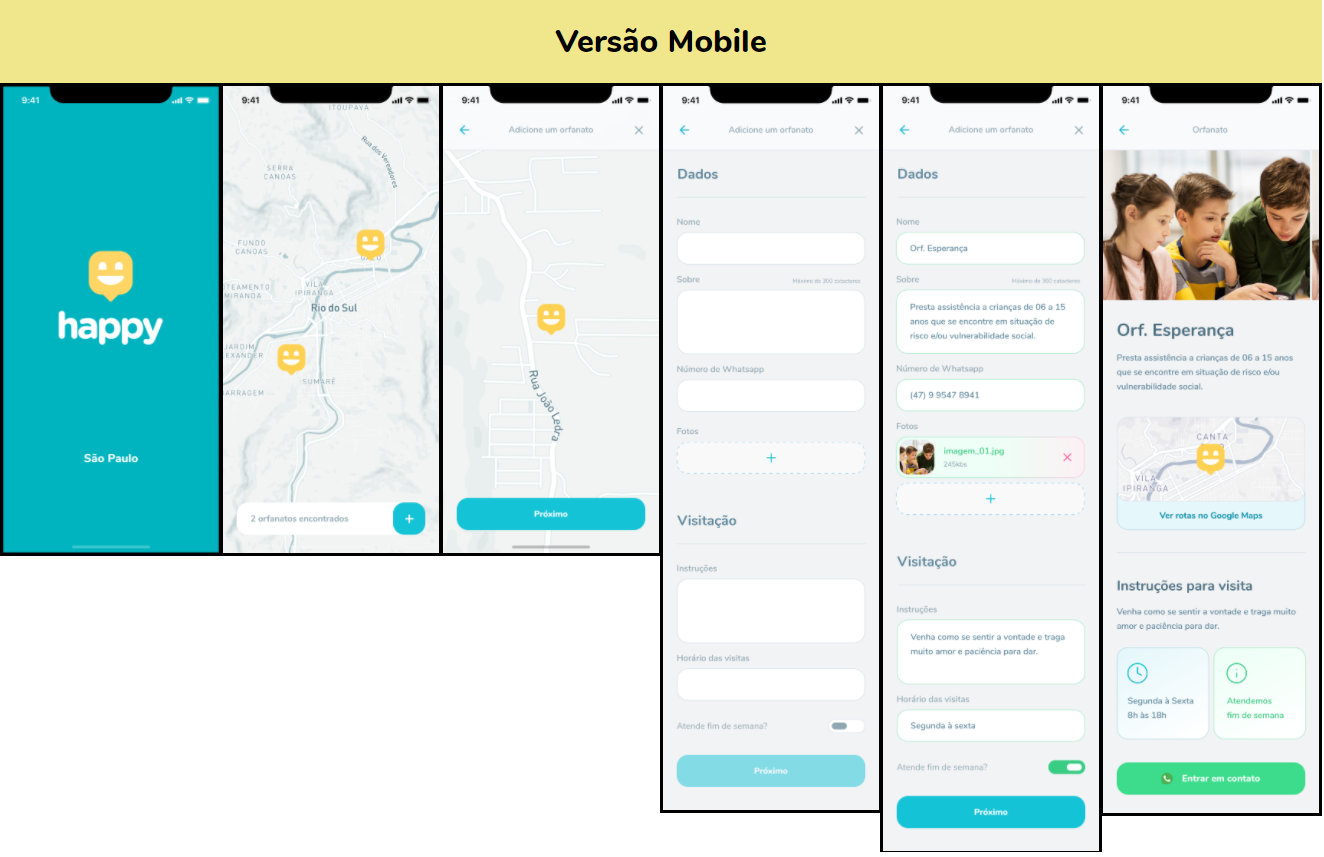 Versão Mobile
9:41
happy
São Paulo
9:41
ITOUPAVA
Rua dos Vereadores
SERRA
CANOAS
FUNDO
CANOAS
VILA
IPIRANGA
TEAMENTO
MIRANDA
Rio do Sul
JARDIM
EXANDER
SUMARÉ
ARRAGEM
2 orfanatos encontrados
+
9:41
Adicione um orfanato
Rua João Ledra
Próximo
9:41
Adicione um orfanato
Dados
Nome
Sobre
Máximo de 300 caracteres
Número de Whatsapp
Fotos
+
Visitação
Instruções
Horário das visitas
Atende fim de semana?
Próximo
9:41
Adicione um orfanato
Dados
Nome
Orf. Esperança
Sobre
Máximo de 300 caracteres
Presta assistência a crianças de 06 a 15
anos que se encontre em situação de
risco e/ou vulnerabilidade social.
Número de Whatsapp
(47) 9 9547 8941
Fotos
imagem_01.jpg
245kbs
+
Visitação
Instruções
Venha como se sentir a vontade e traga
muito amor e paciência para dar.
Horário das visitas
Segunda à sexta
Atende fim de semana?
Próximo
9:41
Orfanato
Orf. Esperança
Presta assistência a crianças de 06 a 15 anos
que se encontre em situação de risco e/ou
vulnerabilidade social.
CANTA
VILA
IPIRANGA
Ver rotas no Google Maps
Instruções para visita
Venha como se sentir a vontade e traga muito
amor e paciência para dar.
Segunda à Sexta
8h às 18h
Atendemos
fim de semana
Entrar em contato